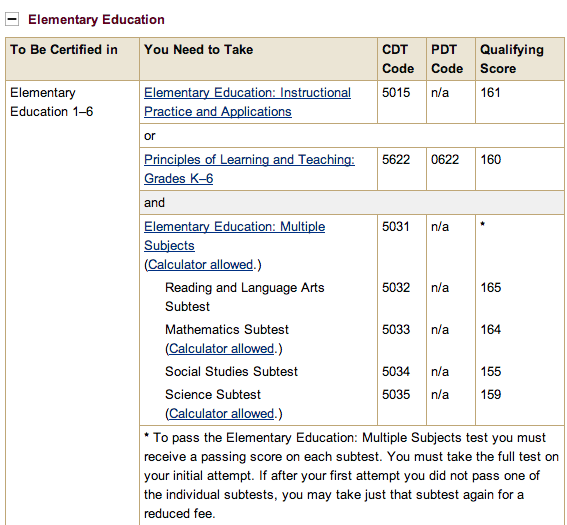 Elementary Education
To Be Certified in You Need to Take CDT Code PDT Code Qualifying Score
Elementary Education 1–6
Elementary Education: Instructional 5015 n/a 161
Practice and Applications
or
Principles of Learning and Teaching: 5622 0622 160
Grades K–6
and
Elementary Education: Multiple 5031 n/a *
Subjects
(Calculator allowed.)
Reading and Language Arts 5032 n/a 165
Subtest
Mathematics Subtest 5033 n/a 164
(Calculator allowed.)
Social Studies Subtest 5034 n/a 155
Science Subtest 5035 n/a 159
(Calculator allowed.)
* To pass the Elementary Education: Multiple Subjects test you must
receive a passing score on each subtest. You must take the full test on
your initial attempt. If after your first attempt you did not pass one of
the individual subtests, you may take just that subtest again for a
reduced fee.